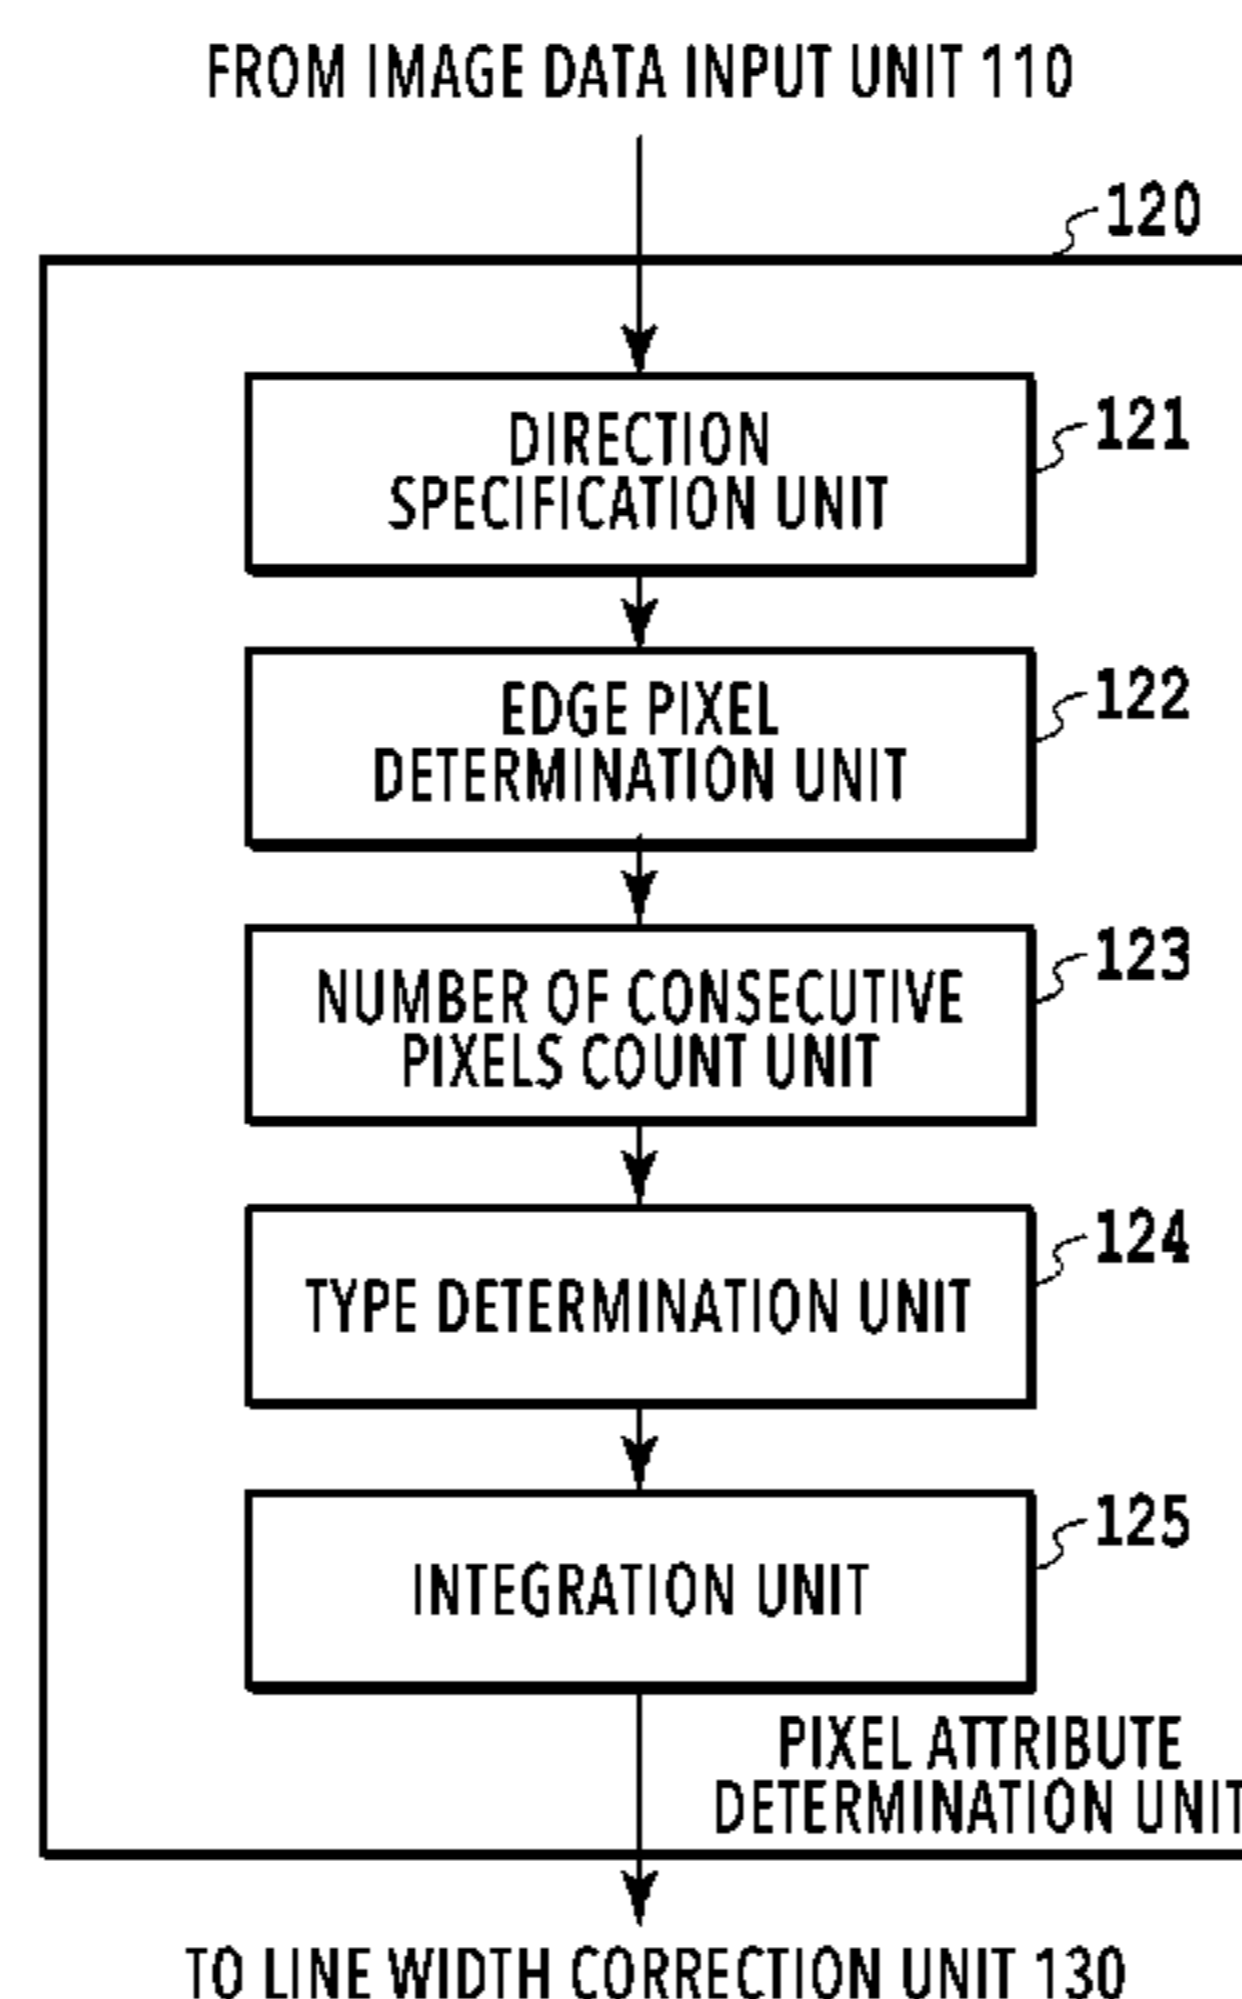 FROM IMAGE DATA INPUT UNIT 110
120
DIRECTION
SPECIFICATION UNIT
121
EDGE PIXEL
DETERMINATION UNIT
122
NUMBER OF CONSECUTIVE
PIXELS COUNT UNIT
123
TYPE DETERMINATION UNIT
124
INTEGRATION UNIT
125
PIXEL ATTRIBUTE
DETERMINATION UNIT
TO LINE WIDTH CORRECTION UNIT 130